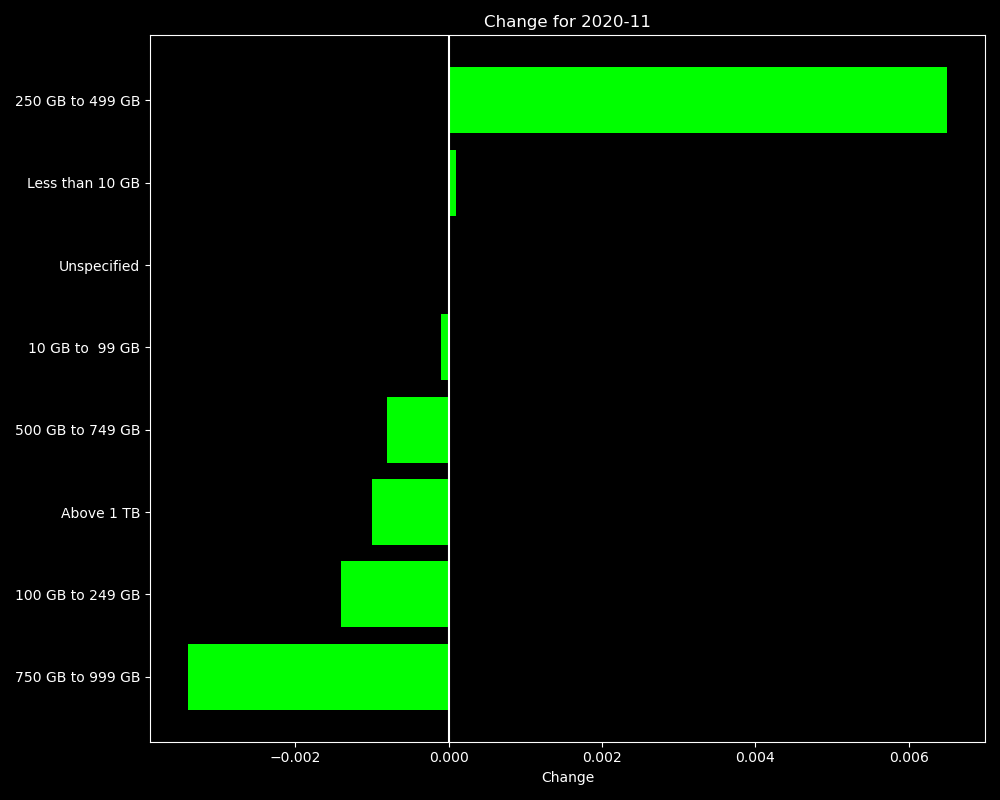 Change for 2020-11
250 GB to 499 GB
Less than 10 GB
Unspecified
10 GB to  99 GB
500 GB to 749 GB
Above 1 TB
100 GB to 249 GB
750 GB to 999 GB
−0.002 0.000 0.002 0.004 0.006
Change